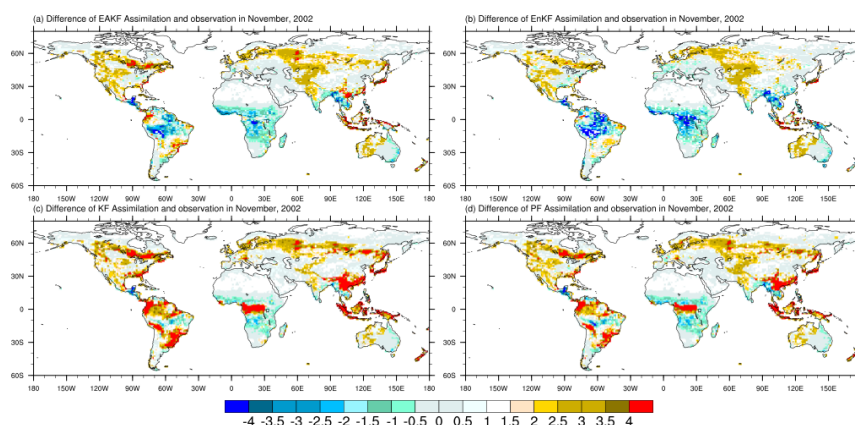 (a) Difference of EAKF Assimilation and observation in November, 2002
(b) Difference of EnKF Assimilation and observation in November, 2002
60N
30N
0
30S
60S
180 150W 120W 90W 60W 30W 0 30E 60E 90E 120E 150E 180
60N
30N
0
30S
60S
180 150W 120W 90W 60W 30W 0 30E 60E 90E 120E 150E
(c) Difference of KF Assimilation and observation in November, 2002
(d) Difference of PF Assimilation and observation in November, 2002
60N
30N
0
30S
60S
180 150W 120W 90W 60W 30W 0 30E 60E 90E 120E 150E 180
60N
30N
0
30S
60S
180 150W 120W 90W 60W 30W 0 30E 60E 90E 120E 150E
-4 -3.5 -3 -2.5 -2 -1.5 -1 -0.5 0 0.5 1 1.5 2 2.5 3 3.5 4